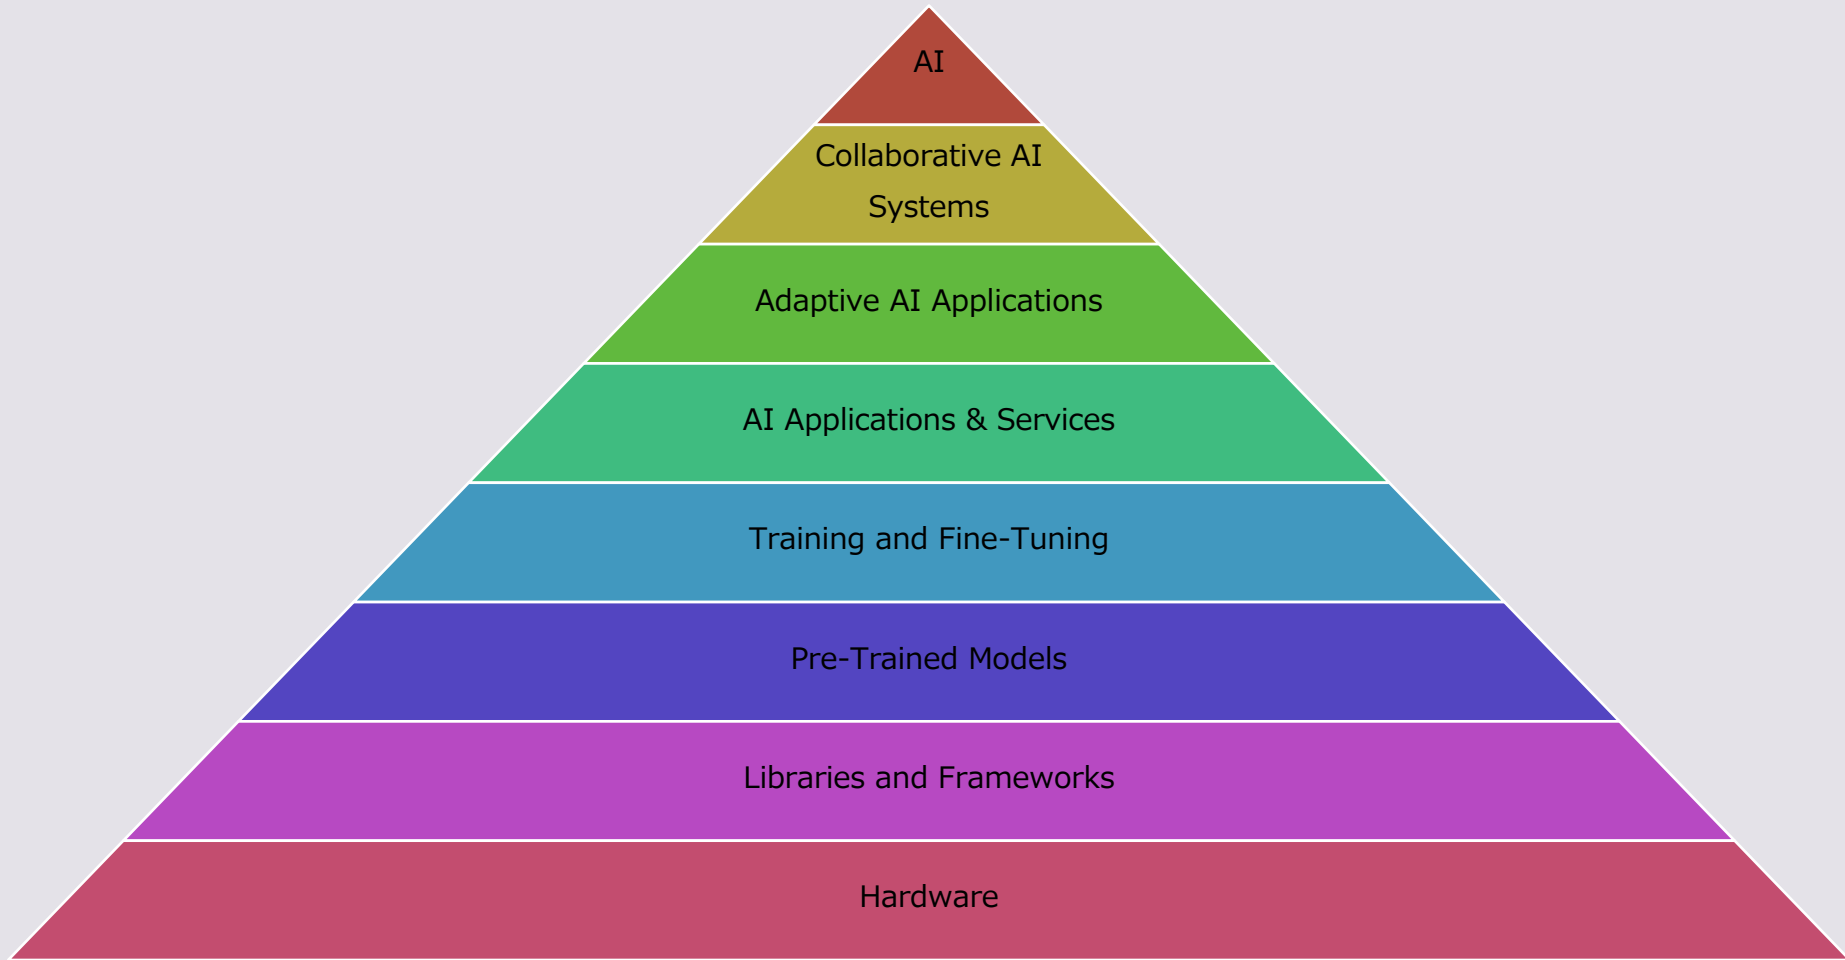 AI
Collaborative AI
Systems
Adaptive AI Applications
AI Applications & Services
Training and Fine-Tuning
Pre-Trained Models
Libraries and Frameworks
Hardware